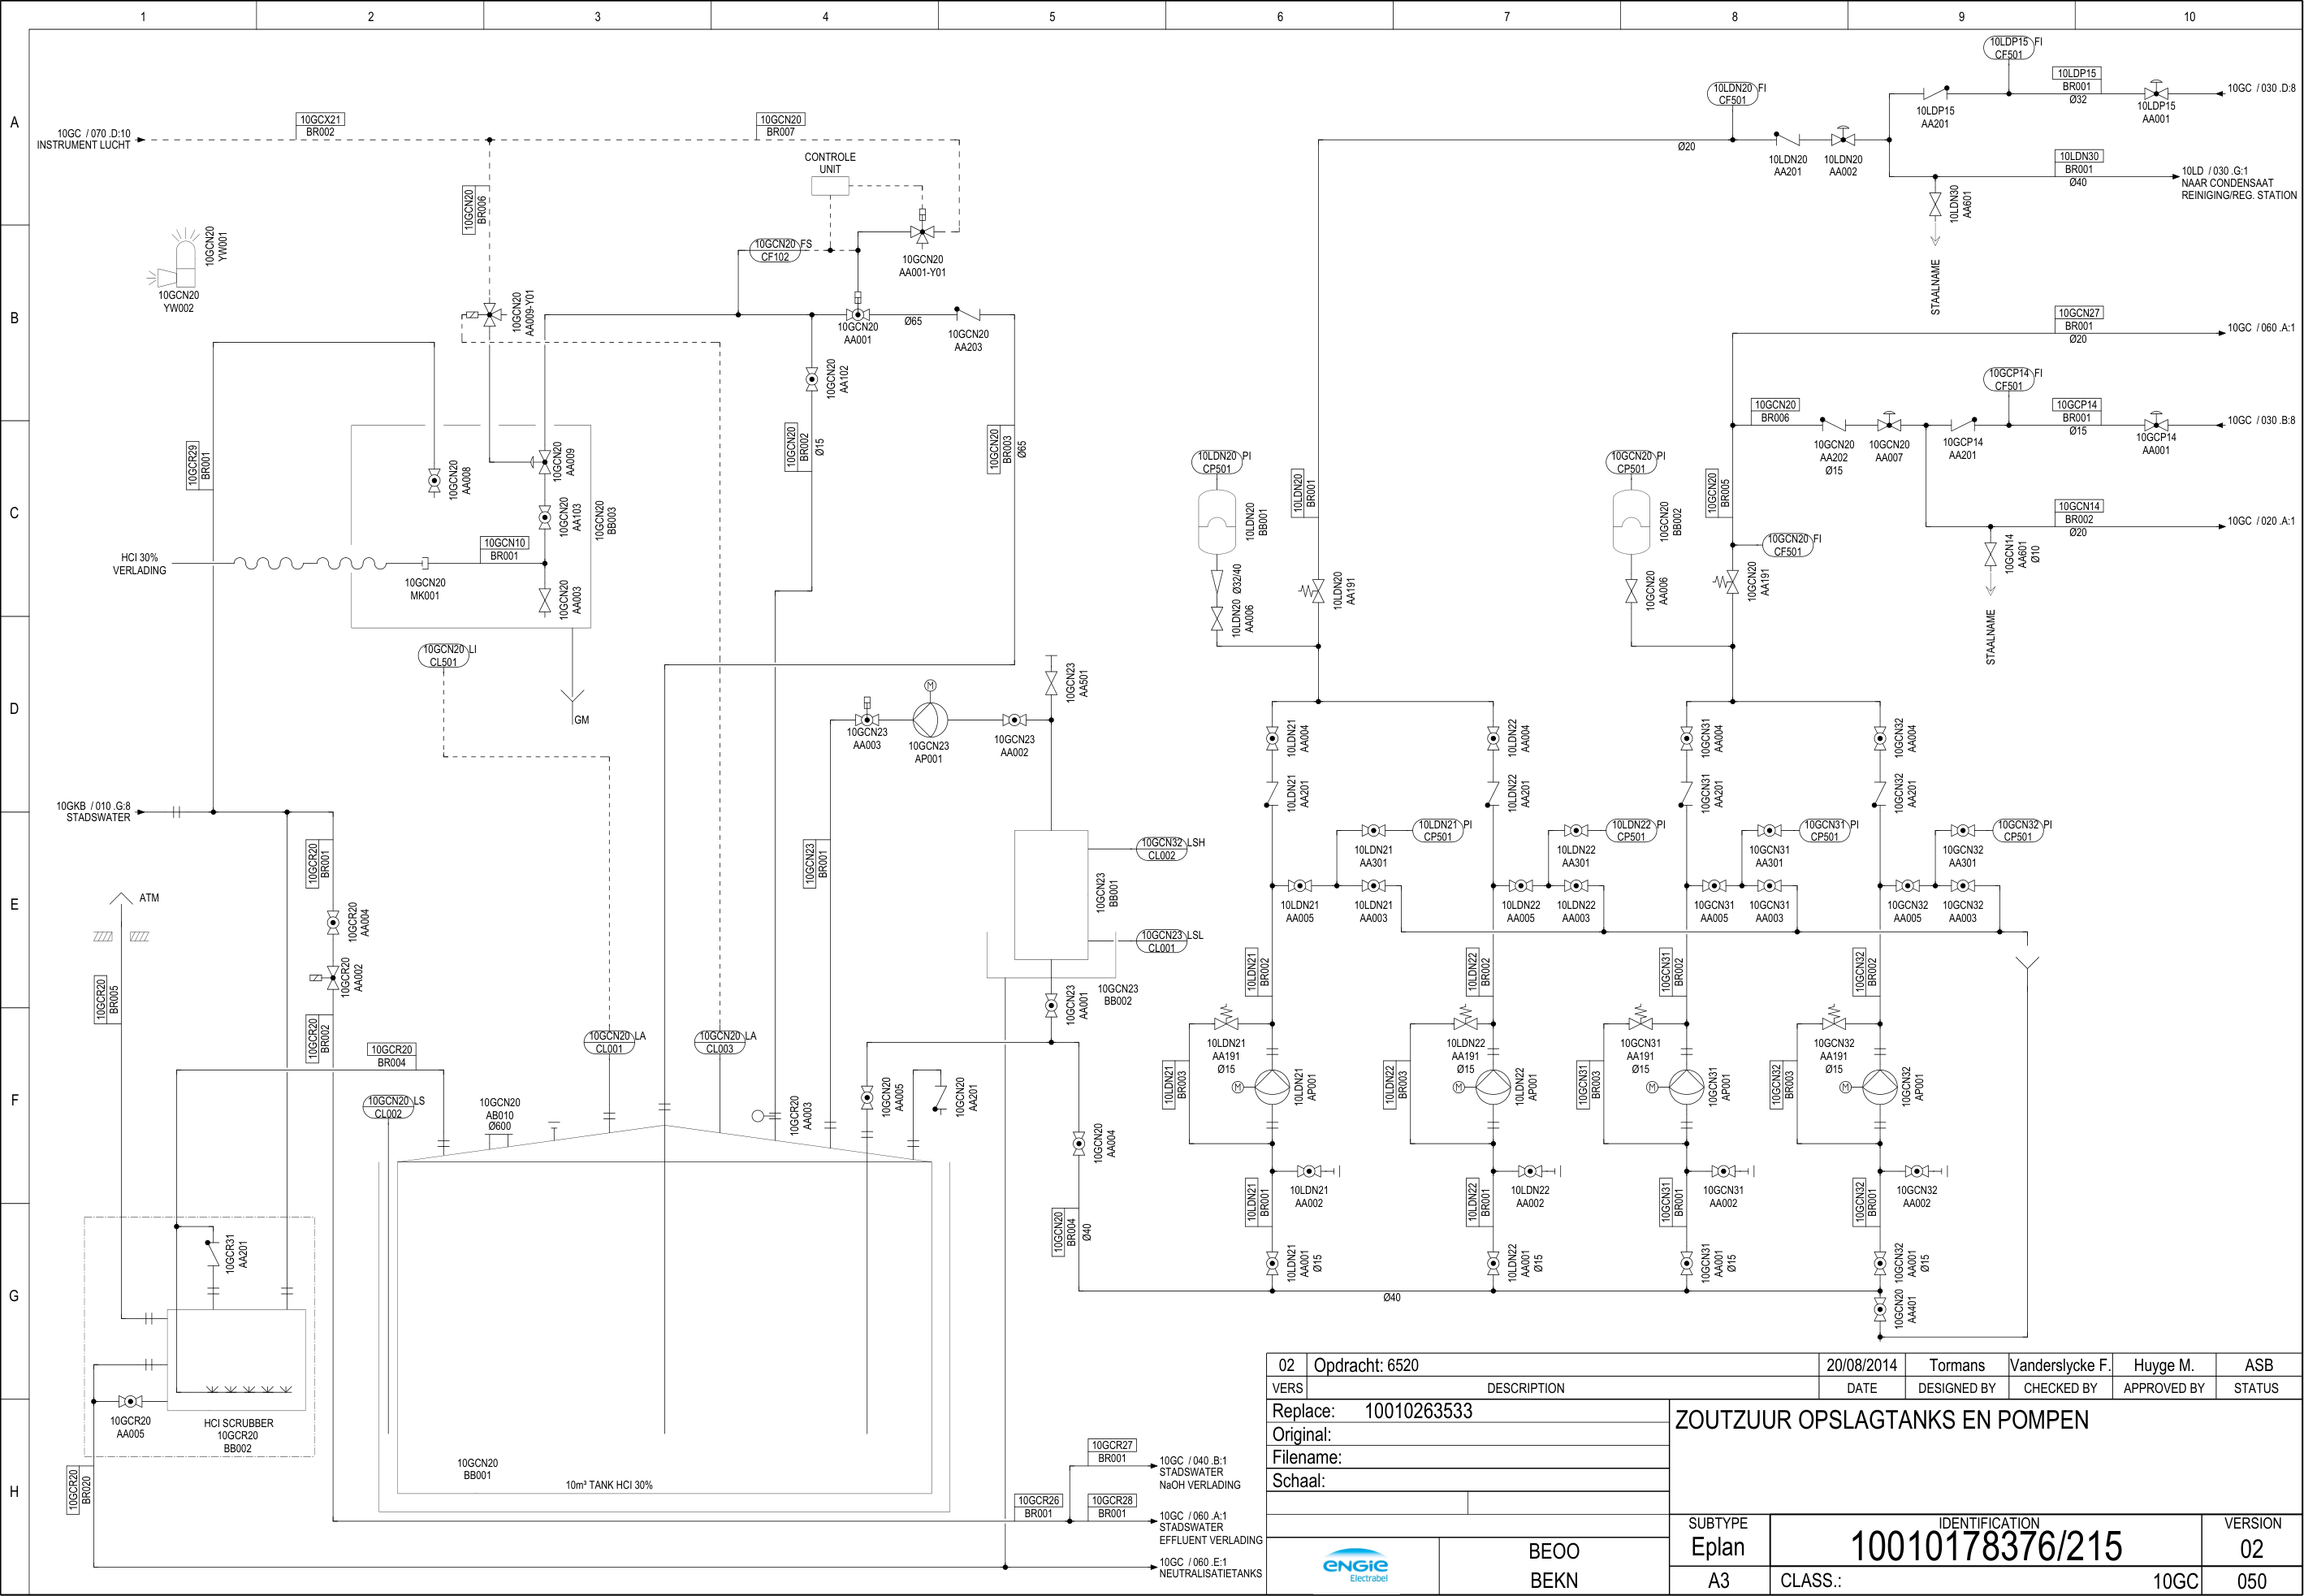 1 2 3 4 5 6 7 8 9 10
A
B
C
D
E
F
G
H
10GC / 070 .D:10
INSTRUMENT LUCHT
10GCX21
BR002
10GCN20
BR007
CONTROLE
UNIT
10GCN20
BR006
10GCN20
YW001
10GCN20
YW002
10GCN20 FS
CF102
10GCN20
AA001-Y01
10GCN20
AA009-Y01
10GCN20
AA001
Ø65
10GCN20
AA203
10GCN20
AA102
10GCN20
BR002
Ø15
10GCN20
BR003
Ø65
10GCR29
BR001
10GCN20
AA008
10GCN20
AA009
10GCN20
AA103
10GCN20
BB003
HCl 30%
VERLADING
10GCN20
MK001
10GCN10
BR001
10GCN20
AA003
10GCN20 LI
CL501
GM
10GKB / 010 .G:8
STADSWATER
10GCR20
BR001
10GCR20
AA004
10GCR20
AA002
10GCR20
BR002
ATM
10GCR20
BR005
10GCR20
BR004
10GCN20 LS
CL002
10GCN20
AB010
Ø600
10GCN20 LA
CL001
10GCN20 LA
CL003
10GCR20
AA003
10GCN20
AA005
10GCN20
AA201
10GCN23
AA003
M
10GCN23
AP001
10GCN23
AA002
10GCN23
AA501
10GCN23
BR001
10GCN23
BB001
10GCN32 LSH
CL002
10GCN23 LSL
CL001
10GCN23
BB002
10GCN23
AA001
10GCN20
AA004
10GCN20
BR004
Ø40
10GCR31
AA201
10GCR20
AA005
HCl SCRUBBER
10GCR20
BB002
10GCR20
BR020
10GCN20
BB001
10m³ TANK HCl 30%
10GCR27
BR001
10GC / 040 .B:1
STADSWATER
NaOH VERLADING
10GCR26
BR001
10GCR28
BR001
10GC / 060 .A:1
STADSWATER
EFFLUENT VERLADING
10GC / 060 .E:1
NEUTRALISATIETANKS
10LDP15 FI
CF501
10LDP15
BR001
Ø32
10GC / 030 .D:8
10LDP15
AA201
10LDP15
AA001
10LDN20 FI
CF501
Ø20
10LDN20
AA201
10LDN20
AA002
10LDN30
BR001
Ø40
10LD / 030 .G:1
NAAR CONDENSAAT
REINIGING/REG. STATION
10LDN30
AA601
STAALNAME
10GCN27
BR001
Ø20
10GC / 060 .A:1
10GCP14 FI
CF501
10GCN20
BR006
10GCP14
BR001
Ø15
10GC / 030 .B:8
10GCN20
AA202
Ø15
10GCN20
AA007
10GCP14
AA201
10GCP14
AA001
10GCN14
BR002
Ø20
10GC / 020 .A:1
10GCN14
AA601
Ø10
STAALNAME
10LDN20 PI
CP501
10LDN20
BB001
10LDN20
BR001
Ø32/40
10LDN20
AA006
10LDN20
AA191
10GCN20 PI
CP501
10GCN20
BB002
10GCN20
BR005
10GCN20 FI
CF501
10GCN20
AA006
10GCN20
AA191
10LDN21
AA004
10LDN22
AA004
10GCN31
AA004
10GCN32
AA004
10LDN21
AA201
10LDN22
AA201
10GCN31
AA201
10GCN32
AA201
10LDN21 PI
CP501
10LDN22 PI
CP501
10GCN31 PI
CP501
10GCN32 PI
CP501
10LDN21
AA301
10LDN22
AA301
10GCN31
AA301
10GCN32
AA301
10LDN21
AA005
10LDN21
AA003
10LDN22
AA005
10LDN22
AA003
10GCN31
AA005
10GCN31
AA003
10GCN32
AA005
10GCN32
AA003
10LDN21
BR002
10LDN22
BR002
10GCN31
BR002
10GCN32
BR002
10LDN21
AA191
Ø15
10LDN22
AA191
Ø15
10GCN31
AA191
Ø15
10GCN32
AA191
Ø15
10LDN21
BR003
M
10LDN21
AP001
10LDN22
BR003
M
10LDN22
AP001
10GCN31
BR003
M
10GCN31
AP001
10GCN32
BR003
M
10GCN32
AP001
10LDN21
AA002
10LDN22
AA002
10GCN31
AA002
10GCN32
AA002
10LDN21
BR001
10LDN22
BR001
10GCN31
BR001
10GCN32
BR001
10LDN21
AA001
Ø15
10LDN22
AA001
Ø15
10GCN31
AA001
Ø15
10GCN32
AA001
Ø15
Ø40
10GCN20
AA401
02 Opdracht: 6520 20/08/2014 Tormans Vanderslycke F. Huyge M. ASB
VERS DESCRIPTION DATE DESIGNED BY CHECKED BY APPROVED BY STATUS
Replace: 10010263533
Original:
Filename:
Schaal:
ZOUTZUUR OPSLAGTANKS EN POMPEN
ENGIE
Electrabel
BEOO
BEKN
SUBTYPE
Eplan
A3
IDENTIFICATION
10010178376/215
VERSION
02
CLASS.: 10GC 050